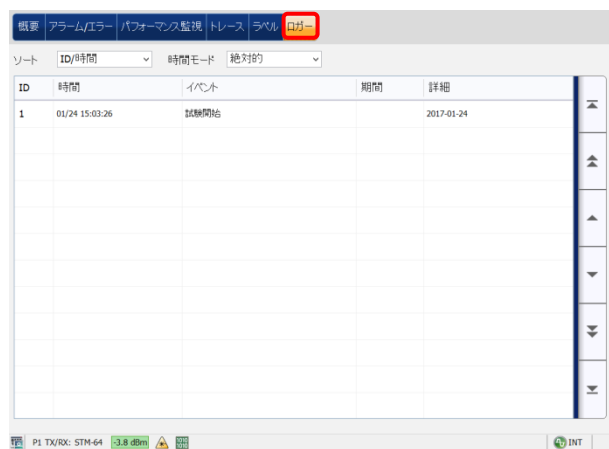 概要 アラーム/エラー パフォーマンス監視 トレース ラベル ロガー
ソート ID/時間 時間モード 絶対的
ID 時間 イベント 期間 詳細
1 01/24 15:03:26 試験開始 2017-01-24
P1 TX/RX: STM-64 -3.8 dBm INT